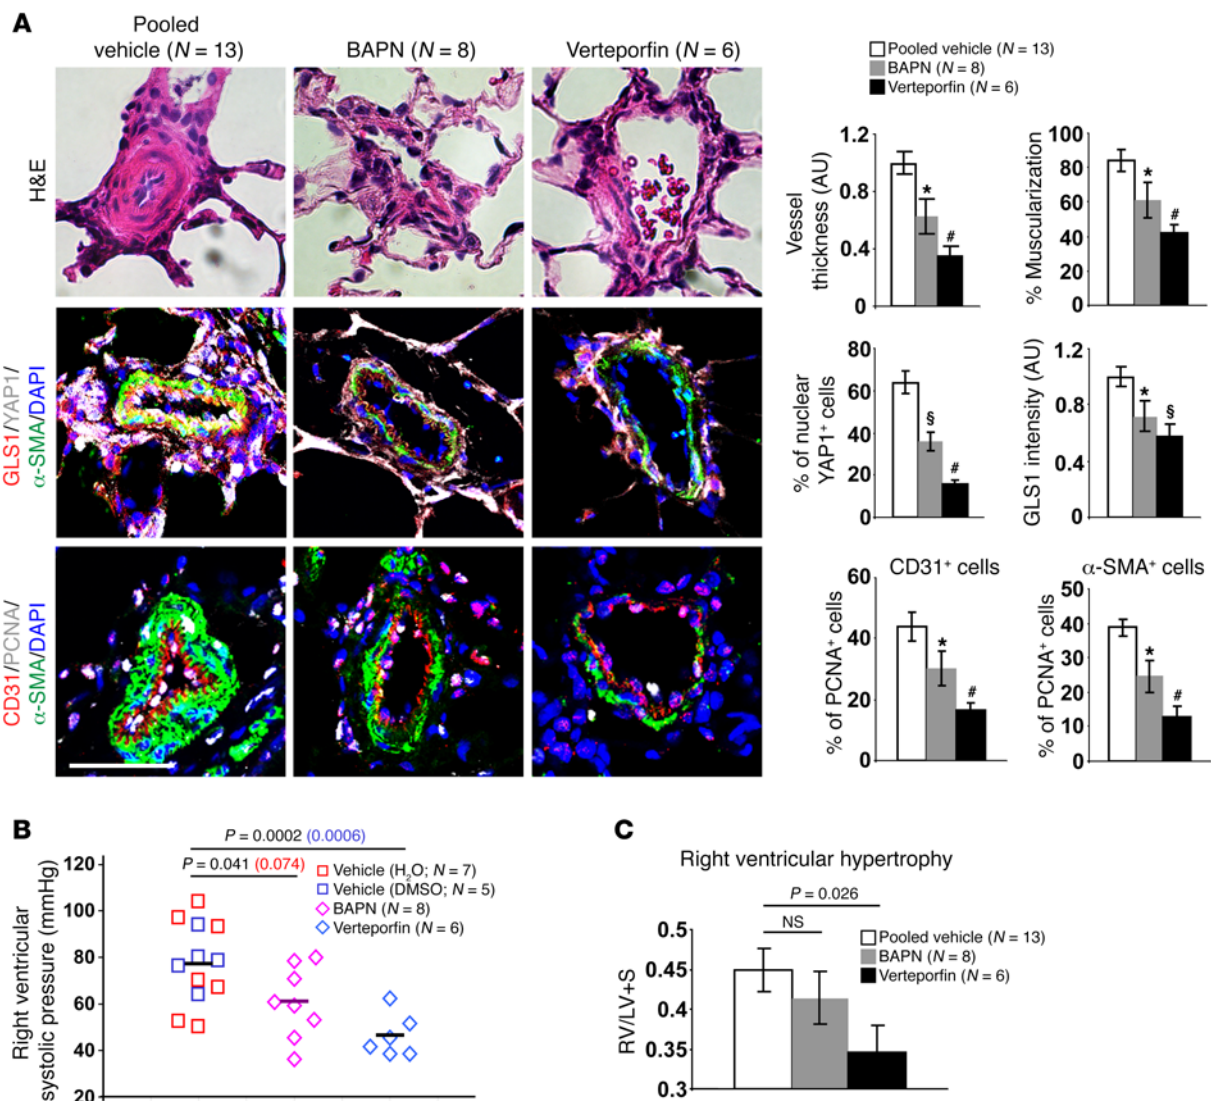 A
Pooled
vehicle (N = 13)
BAPN (N = 8)
Verteporfin (N = 6)
H&E
GLS1/YAP1/
α-SMA/DAPI
CD31/PCNA/
α-SMA/DAPI
Pooled vehicle (N = 13)
BAPN (N = 8)
Verteporfin (N = 6)
Vessel
thickness (AU)
1.2
0.8
0.4
0
*
#
% Muscularization
100
80
60
40
20
0
*
#
% of nuclear
YAP1⁺ cells
80
60
40
20
0
§
#
GLS1 intensity (AU)
1.2
0.8
0.4
0
*
§
CD31⁺ cells
% of PCNA⁺ cells
60
40
20
0
*
#
α-SMA⁺ cells
% of PCNA⁺ cells
50
40
30
20
10
0
*
#
B
Right ventricular
systolic pressure (mmHg)
120
100
80
60
40
20
P = 0.0002 (0.0006)
P = 0.041 (0.074)
Vehicle (H₂O; N = 7)
Vehicle (DMSO; N = 5)
BAPN (N = 8)
Verteporfin (N = 6)
C
Right ventricular hypertrophy
P = 0.026
NS
Pooled vehicle (N = 13)
BAPN (N = 8)
Verteporfin (N = 6)
RV/LV+S
0.5
0.45
0.4
0.35
0.3